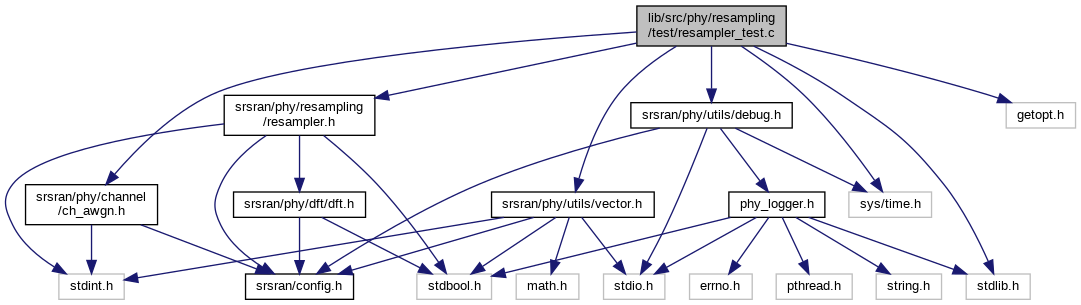 lib/src/phy/resampling
/test/resampler_test.c
srsran/phy/resampling
/resampler.h
srsran/phy/utils/debug.h
getopt.h
srsran/phy/channel
/ch_awgn.h
srsran/phy/dft/dft.h
srsran/phy/utils/vector.h
phy_logger.h
sys/time.h
stdint.h
srsran/config.h
stdbool.h
math.h
stdio.h
errno.h
pthread.h
string.h
stdlib.h